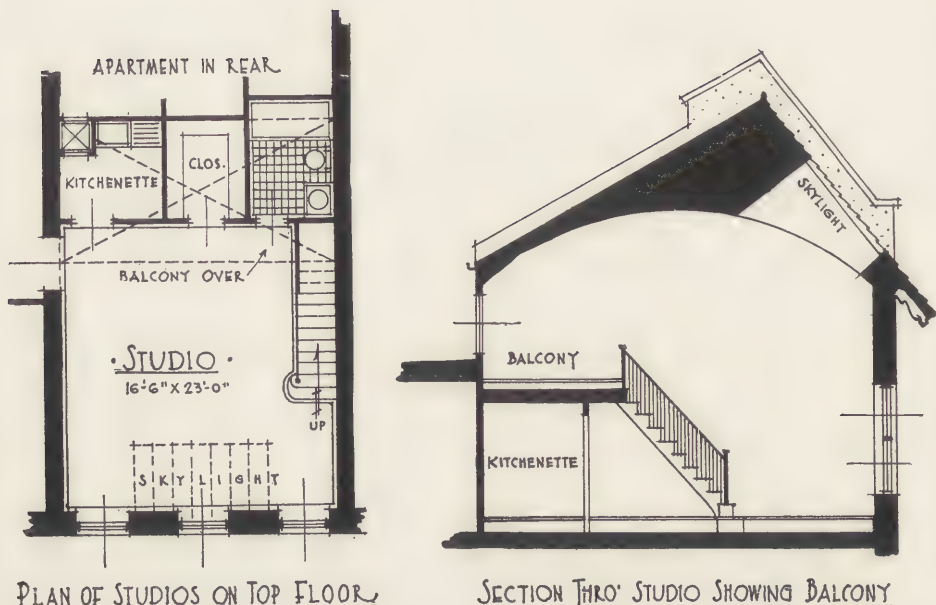 APARTMENT IN REAR
KITCHENETTE
CLOS.
BALCONY OVER
· STUDIO ·
16'-6" X 23'-0"
UP
SKYLIGHT
PLAN OF STUDIOS ON TOP FLOOR
SKYLIGHT
BALCONY
KITCHENETTE
SECTION THRO' STUDIO SHOWING BALCONY